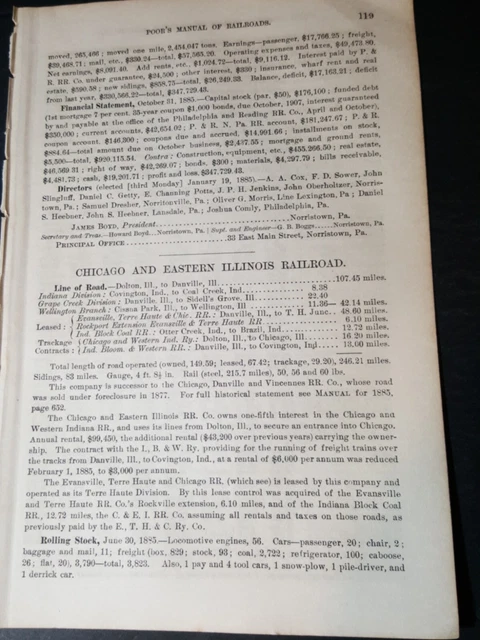 POOR'S MANUAL OF RAILROADS. 119
moved, 265,466; moved one mile, 2,454,047 tons. Earnings—passenger, $17,766.35; freight,
$39,468.71; mail, etc., $330.24—total, $57,565.20. Operating expenses and taxes, $49,473.80.
Net earnings, $8,091.40. Add rents, etc., $1,024.72—total, $9,116.12. Interest paid by P. &
R. RR. Co. under guarantee, $24,500; other interest, $300; insurance, wharf rent and real
estate, $590.58; new sidings, $858.75—total, $26,249.33. Balance, deficit, $17,163.21; deficit
from last year, $330,566.22—$347,729.43.
Financial Statement, October 31, 1885.—Capital stock (par, $50), $176,100; funded debt
(1st mortgage 7 per cent. 35-year coupon $1,000 bonds, due October, 1907, interest guaranteed
by and payable at the office of the Philadelphia and Reading RR. Co., April and October),
$350,000; current accounts, $42,654.02; P. & R. N. Pa. RR. account, $181,247.67; P. & R.
coupon account, $146,300; coupons due and accrued, $14,991.66; installments on stock,
$884.64—total amount due on October business, $2,437.55; mortgage and ground rents,
$5,500—total, $920,115.54. Contra: Construction, equipment, etc., $455,266.50; real estate,
$46,569.31; right of way, $42,269.07; bonds, $300; materials, $4,297.79; bills receivable,
$4,481.73; cash, $19,201.71; profit and loss, $347,729.43.
Directors (elected [third Monday] January 19, 1885).—A. A. Cox, F. D. Sower, John
Slingluff, Daniel C. Getty, E. Channing Potts, J. P. H. Jenkins, John Oberholtzer, Norris-
town, Pa.; Samuel Dresher, Norritonville, Pa.; Oliver G. Morris, Line Lexington, Pa.; Daniel
S. Heebner, John S. Heebner, Lansdale, Pa.; Joshua Comly, Philadelphia, Pa.
JAMES BOYD, President Norristown, Pa.
Secretary and Treas.—Howard Boyd...Norristown, Pa. | Supt. and Engineer—G. B. Boggs......Norristown, Pa.
PRINCIPAL OFFICE 33 East Main Street, Norristown, Pa.
CHICAGO AND EASTERN ILLINOIS RAILROAD.
Line of Road.—Dolton, Ill., to Danville, Ill. 107.45 miles.
Indiana Division: Covington, Ind., to Coal Creek, Ind. 8.38
Grape Creek Division: Danville, Ill., to Sidell's Grove, Ill. 22.40
Wellington Branch: Cissna Park, Ill., to Wellington, Ill. 11.36— 42.14 miles.
Leased: { Evansville, Terre Haute & Chic. RR.: Danville, Ill., to T. H. Junc.. 48.60 miles.
Rockport Extension Evansville & Terre Haute RR. 6.10 miles.
Ind. Block Coal RR.: Otter Creek, Ind., to Brazil, Ind. 12.72 miles.
Trackage { Chicago and Western Ind. Ry.: Dolton, Ill., to Chicago, Ill. 16.20 miles.
Contracts: { Ind. Bloom. & Western RR.: Danville, Ill., to Covington, Ind. 13.00 miles.
Total length of road operated (owned, 149.59; leased, 67.42; trackage, 29.20), 246.21 miles.
Sidings, 83 miles. Gauge, 4 ft. 8½ in. Rail (steel, 215.7 miles), 50, 56 and 60 lbs.
This company is successor to the Chicago, Danville and Vincennes RR. Co., whose road
was sold under foreclosure in 1877. For full historical statement see MANUAL for 1885,
page 652.
The Chicago and Eastern Illinois RR. Co. owns one-fifth interest in the Chicago and
Western Indiana RR., and uses its lines from Dolton, Ill., to secure an entrance into Chicago.
Annual rental, $99,450, the additional rental ($43,200 over previous years) carrying the owner-
ship. The contract with the I., B. & W. Ry. providing for the running of freight trains over
the tracks from Danville, Ill., to Covington, Ind., at a rental of $6,000 per annum was reduced
February 1, 1885, to $3,000 per annum.
The Evansville, Terre Haute and Chicago RR. (which see) is leased by this company and
operated as its Terre Haute Division. By this lease control was acquired of the Evansville
and Terre Haute RR. Co.'s Rockville extension, 6.10 miles, and of the Indiana Block Coal
RR., 12.72 miles, the C. & E. I. RR. Co. assuming all rentals and taxes on those roads, as
previously paid by the E., T. H. & C. Ry. Co.
Rolling Stock, June 30, 1885.—Locomotive engines, 56. Cars—passenger, 20; chair, 2;
baggage and mail, 11; freight (box, 829; stock, 93; coal, 2,722; refrigerator, 100; caboose,
26; flat, 20), 3,790—total, 3,823. Also, 1 pay and 4 tool cars, 1 snow-plow, 1 pile-driver, and
1 derrick car.